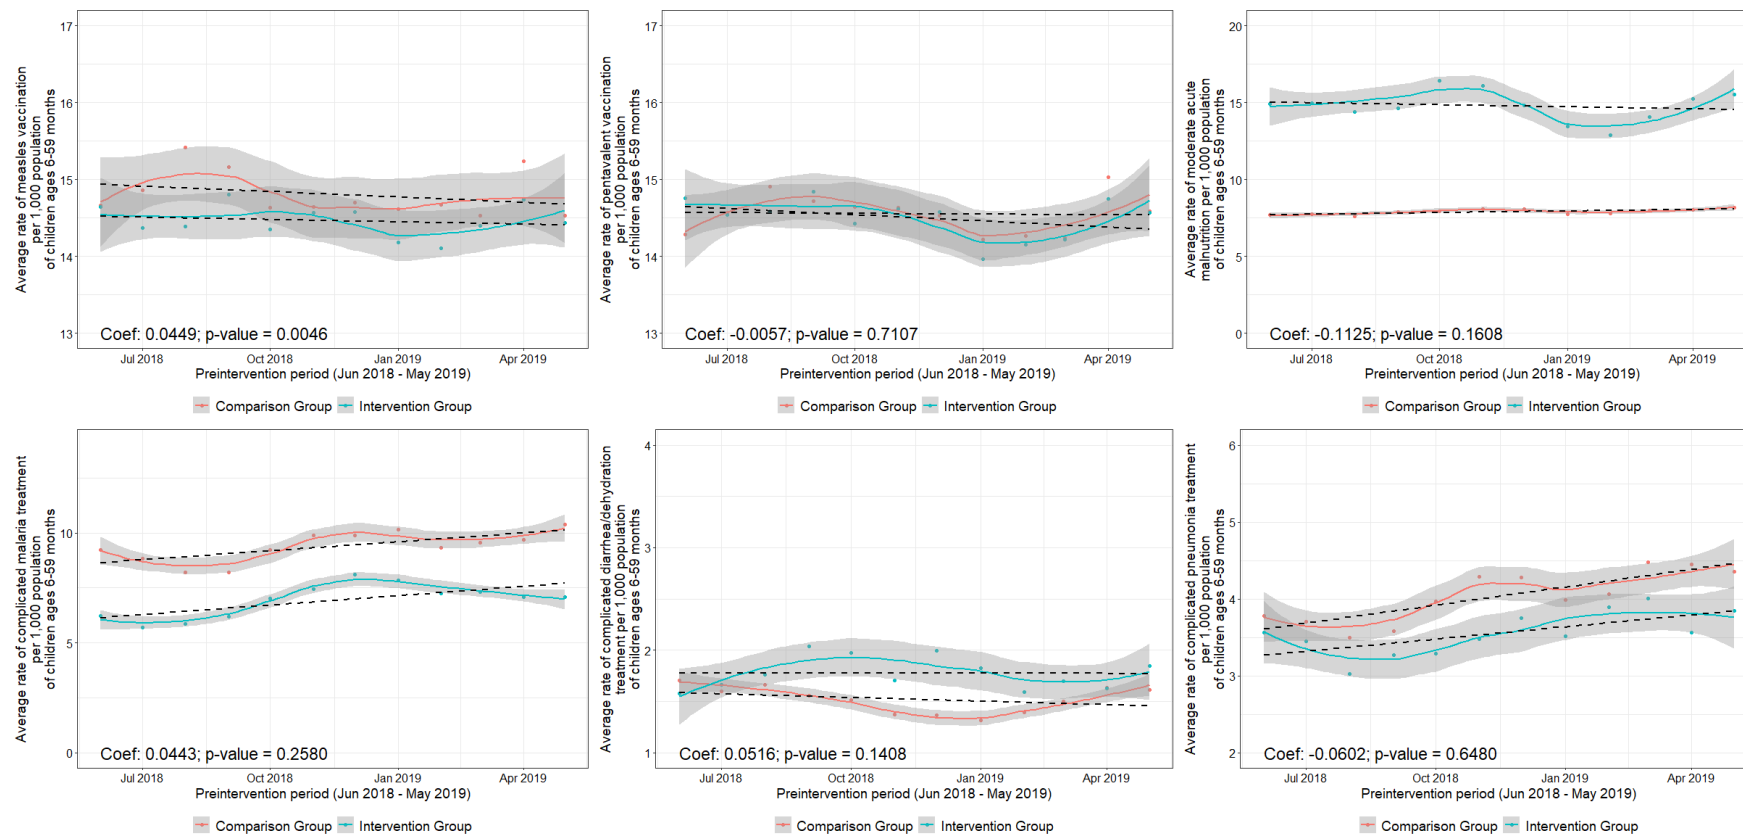 Average rate of measles vaccination
per 1,000 population
of children ages 6-59 months
17
16
15
14
13
Coef: 0.0449; p-value = 0.0046
Jul 2018
Oct 2018
Jan 2019
Apr 2019
Preintervention period (Jun 2018 - May 2019)
Comparison Group
Intervention Group
Average rate of pentavalent vaccination
per 1,000 population
of children ages 6-59 months
17
16
15
14
13
Coef: -0.0057; p-value = 0.7107
Jul 2018
Oct 2018
Jan 2019
Apr 2019
Preintervention period (Jun 2018 - May 2019)
Comparison Group
Intervention Group
Average rate of moderate acute
malnutrition per 1,000 population
of children ages 6-59 months
20
15
10
5
0
Coef: -0.1125; p-value = 0.1608
Jul 2018
Oct 2018
Jan 2019
Apr 2019
Preintervention period (Jun 2018 - May 2019)
Comparison Group
Intervention Group
Average rate of complicated malaria treatment
per 1,000 population
of children ages 6-59 months
10
5
0
Coef: 0.0443; p-value = 0.2580
Jul 2018
Oct 2018
Jan 2019
Apr 2019
Preintervention period (Jun 2018 - May 2019)
Comparison Group
Intervention Group
Average rate of complicated diarrhea/dehydration
treatment per 1,000 population
of children ages 6-59 months
4
3
2
1
Coef: 0.0516; p-value = 0.1408
Jul 2018
Oct 2018
Jan 2019
Apr 2019
Preintervention period (Jun 2018 - May 2019)
Comparison Group
Intervention Group
Average rate of complicated pneumonia treatment
per 1,000 population
of children ages 6-59 months
6
5
4
3
2
Coef: -0.0602; p-value = 0.6480
Jul 2018
Oct 2018
Jan 2019
Apr 2019
Preintervention period (Jun 2018 - May 2019)
Comparison Group
Intervention Group